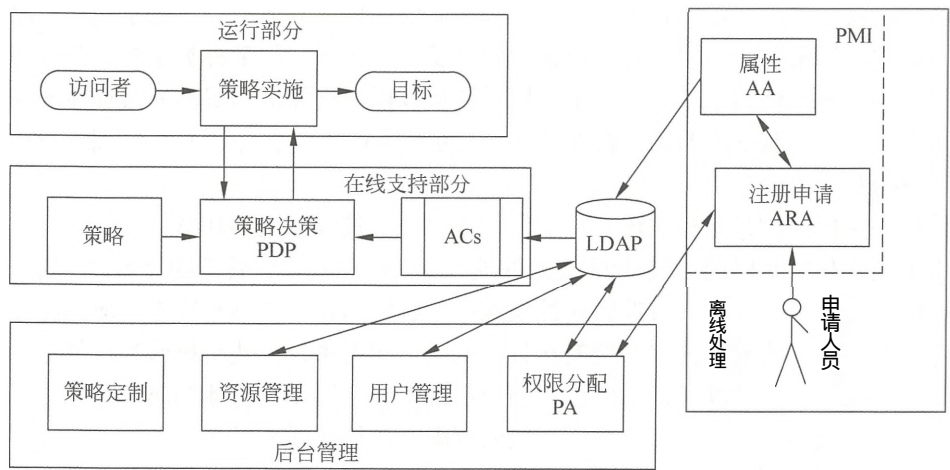 运行部分
访问者
策略实施
目标
在线支持部分
策略
策略决策
PDP
ACs
LDAP
PMI
属性
AA
注册申请
ARA
离线处理
申请人员
策略定制
资源管理
用户管理
权限分配
PA
后台管理